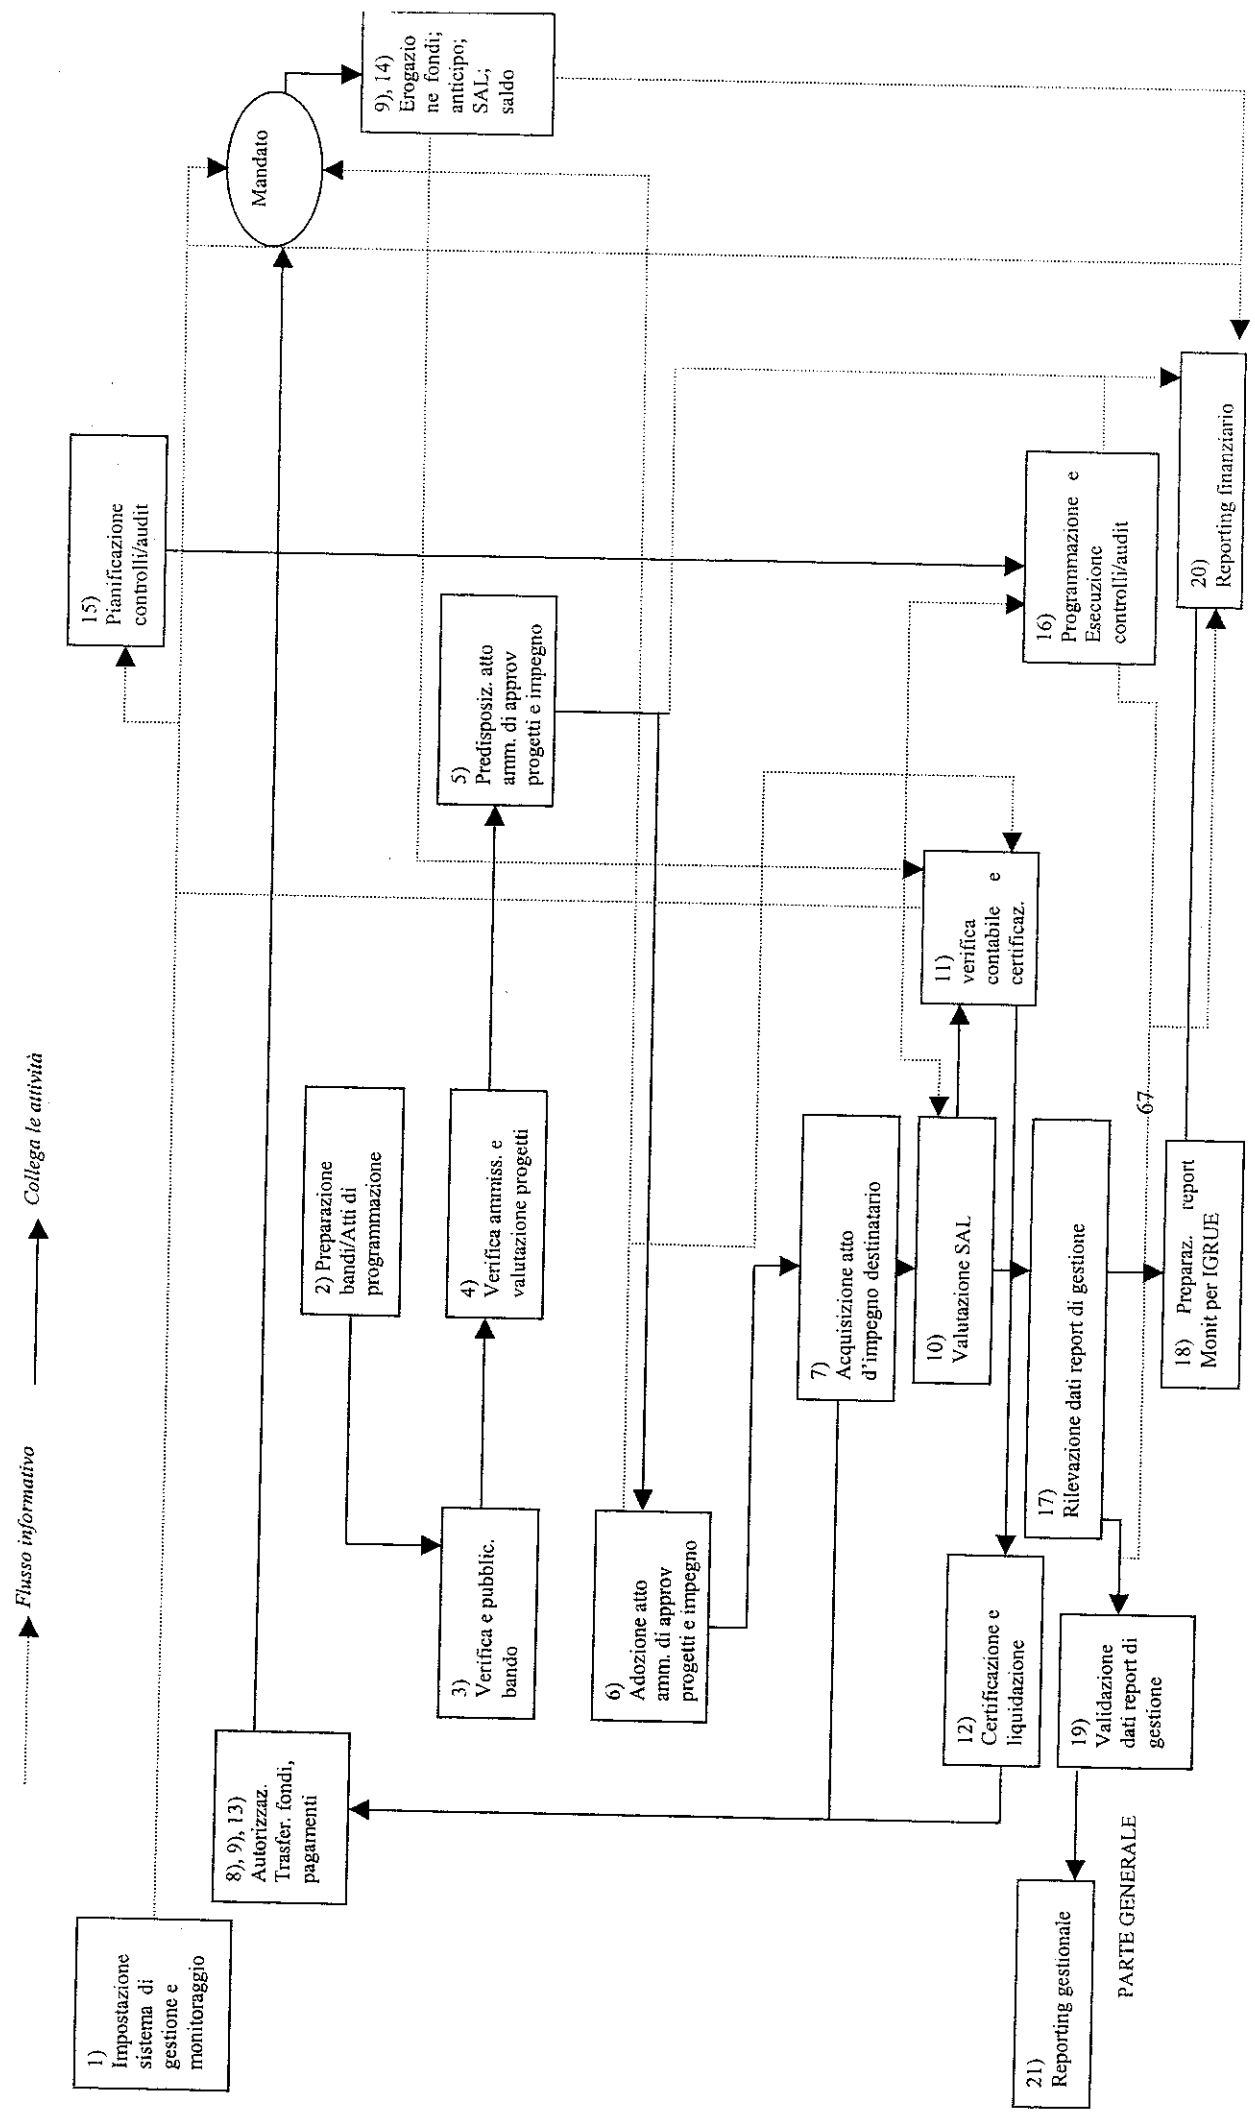 Flusso informativo
Collega le attività
1)
Impostazione
sistema di
gestione e
monitoraggio
8), 9), 13)
Autorizzaz.
Trasfer. fondi,
pagamenti
15)
Pianificazione
controlli/audit
Mandato
9), 14)
Erogazio
ne fondi;
anticipo;
SAL;
saldo
2) Preparazione
bandi/Atti di
programmazione
3)
Verifica e pubblic.
bando
4)
Verifica ammiss. e
valutazione progetti
5)
Predisposiz. atto
amm. di approv
progetti e impegno
6)
Adozione atto
amm. di approv
progetti e impegno
7)
Acquisizione atto
d'impegno destinatario
10)
Valutazione SAL
11)
verifica
contabile e
certificaz.
12)
Certificazione e
liquidazione
17)
Rilevazione dati report di gestione
16)
Programmazione e
Esecuzione
controlli/audit
19)
Validazione
dati report di
gestione
18) Preparaz. report
Monit per IGRUE
20)
Reporting finanziario
21)
Reporting gestionale
PARTE GENERALE
67